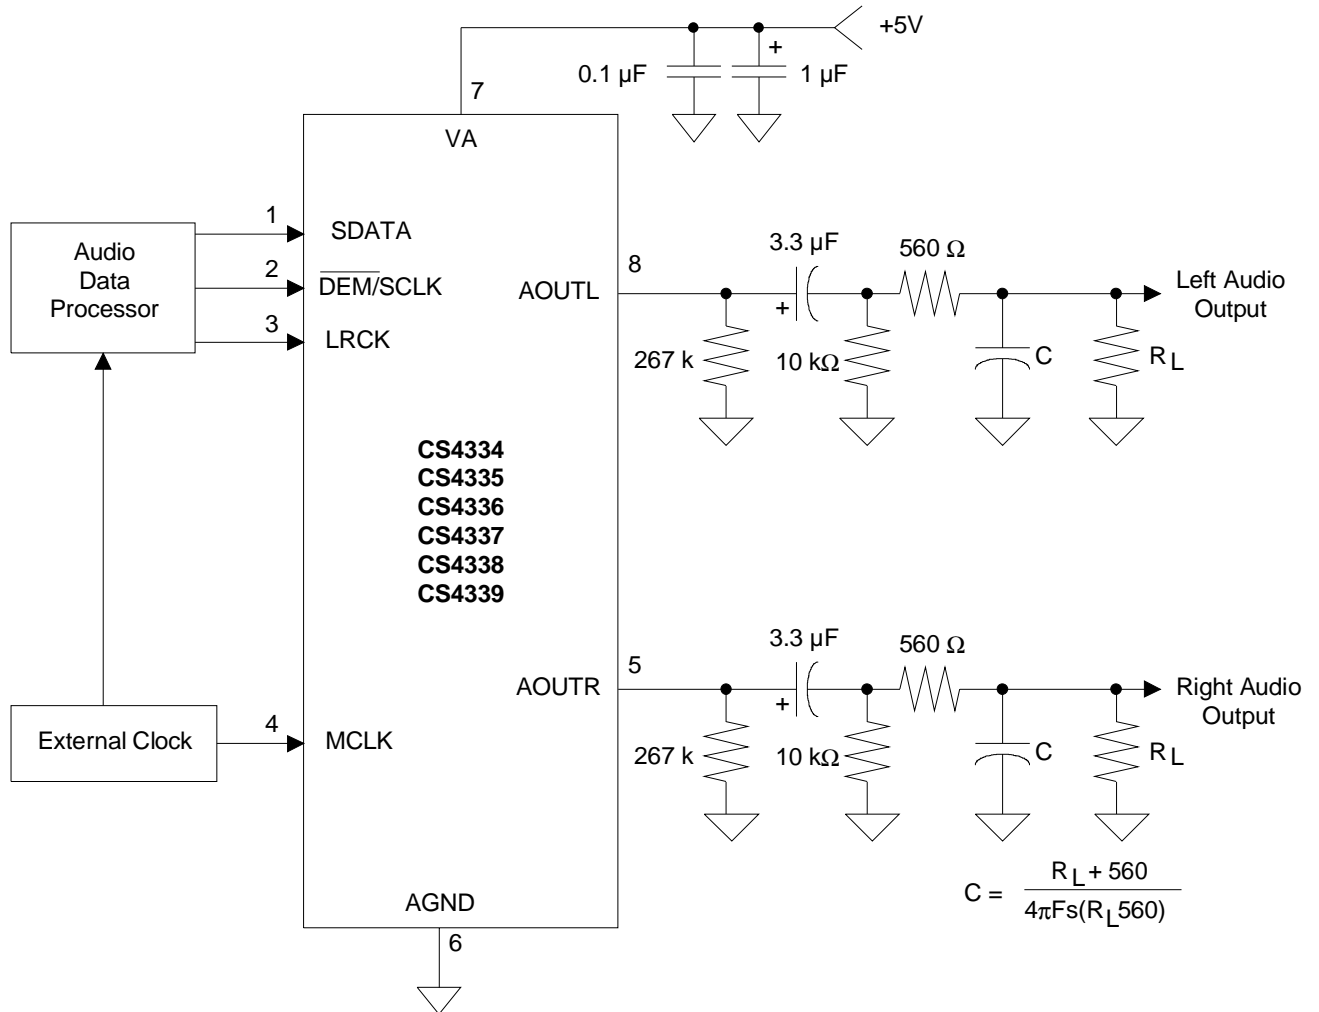 +5V
0.1 µF
+
1 µF
7
VA
1
SDATA
Audio
Data
Processor
2
DEM/SCLK
3
LRCK
8
AOUTL
3.3 µF
560 Ω
+
267 k
10 kΩ
C
R L
Left Audio
Output
CS4334
CS4335
CS4336
CS4337
CS4338
CS4339
5
AOUTR
3.3 µF
560 Ω
+
267 k
10 kΩ
C
R L
Right Audio
Output
External Clock
4
MCLK
AGND
6
C = R L + 560
4πFs(R L 560)